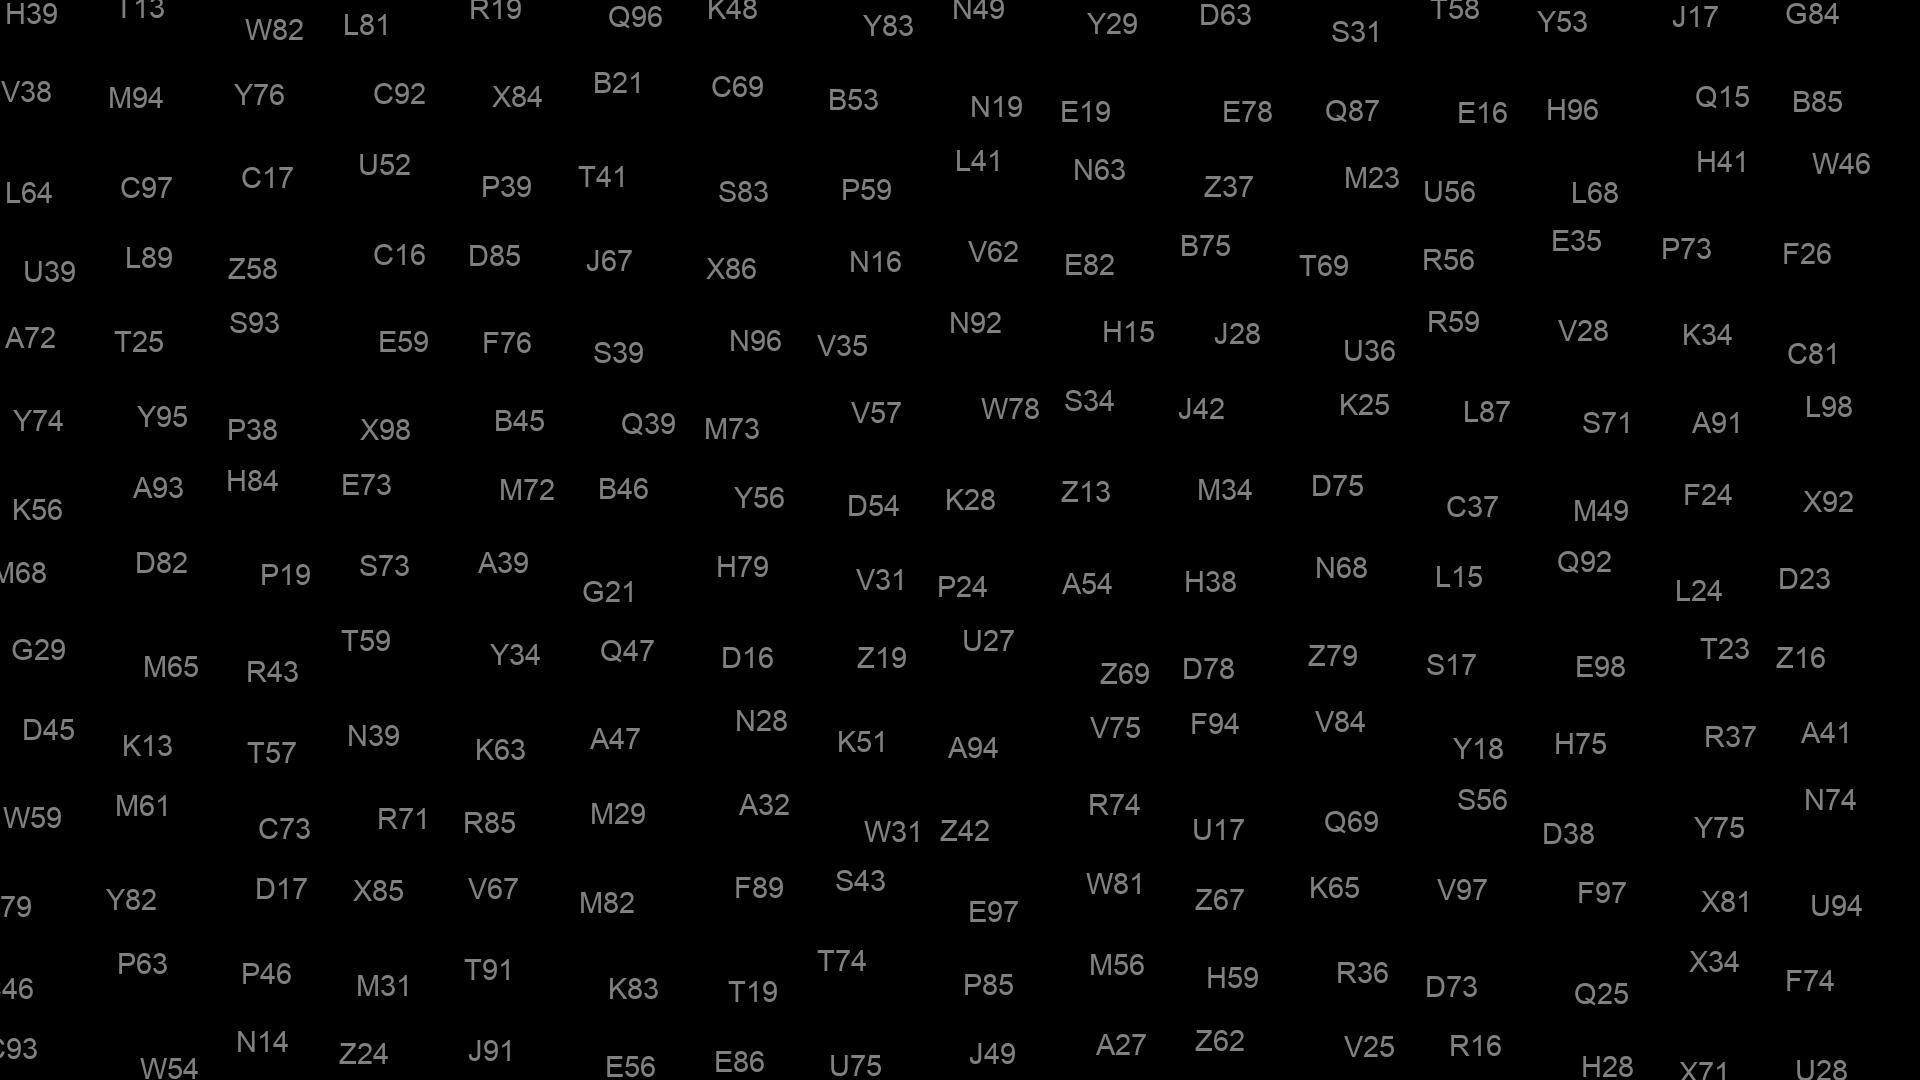 H39 T13 W82 L81 R19 Q96 K48 Y83 N49 Y29 D63 S31 T58 Y53 J17 G84
V38 M94 Y76 C92 X84 B21 C69 B53 N19 E19 E78 Q87 E16 H96 Q15 B85
L64 C97 C17 U52 P39 T41 S83 P59 L41 N63 Z37 M23 U56 L68 H41 W46
U39 L89 Z58 C16 D85 J67 X86 N16 V62 E82 B75 T69 R56 E35 P73 F26
A72 T25 S93 E59 F76 S39 N96 V35 N92 H15 J28 U36 R59 V28 K34 C81
Y74 Y95 P38 X98 B45 Q39 M73 V57 W78 S34 J42 K25 L87 S71 A91 L98
K56 A93 H84 E73 M72 B46 Y56 D54 K28 Z13 M34 D75 C37 M49 F24 X92
M68 D82 P19 S73 A39 G21 H79 V31 P24 A54 H38 N68 L15 Q92 L24 D23
G29 M65 R43 T59 Y34 Q47 D16 Z19 U27 Z69 D78 Z79 S17 E98 T23 Z16
D45 K13 T57 N39 K63 A47 N28 K51 A94 V75 F94 V84 Y18 H75 R37 A41
W59 M61 C73 R71 R85 M29 A32 W31 Z42 R74 U17 Q69 S56 D38 Y75 N74
79 Y82 D17 X85 V67 M82 F89 S43 E97 W81 Z67 K65 V97 F97 X81 U94
46 P63 P46 M31 T91 K83 T19 T74 P85 M56 H59 R36 D73 Q25 X34 F74
C93 W54 N14 Z24 J91 E56 E86 U75 J49 A27 Z62 V25 R16 H28 X71 U28